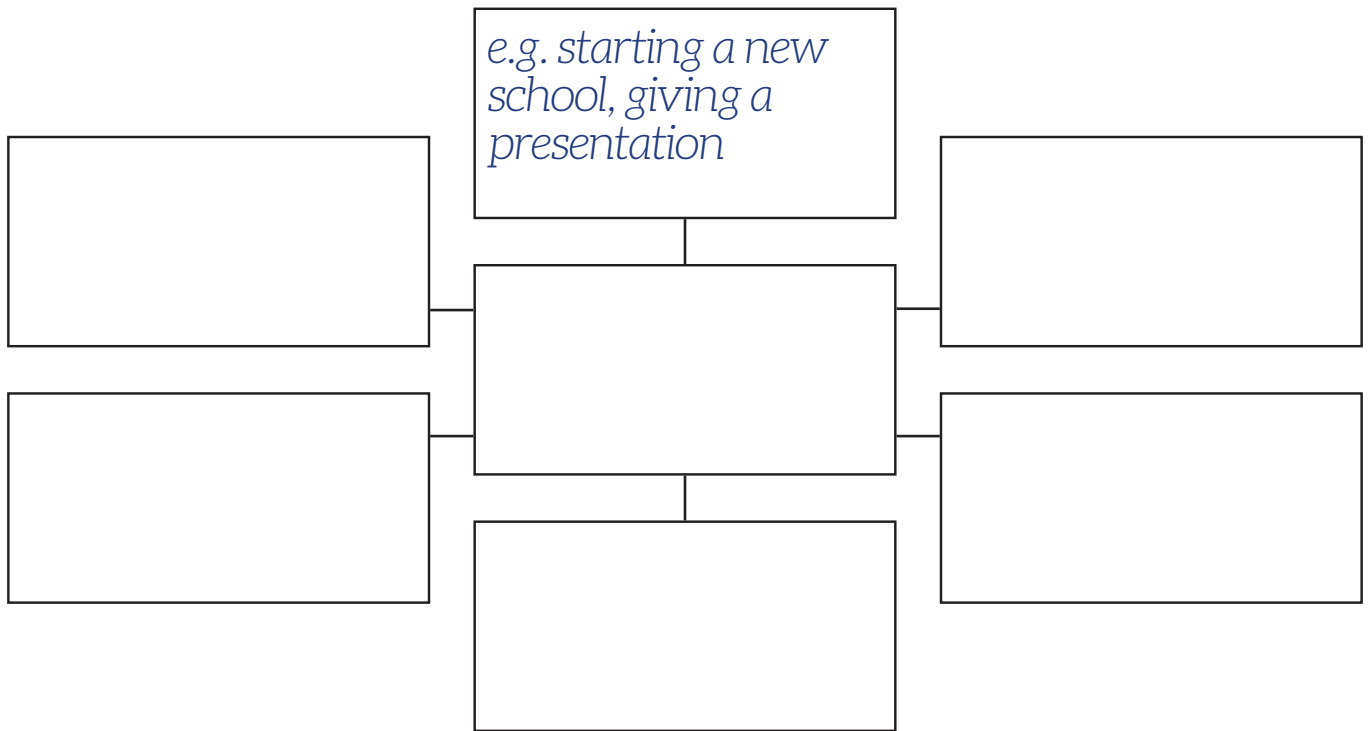 e.g. starting a new
school, giving a
presentation